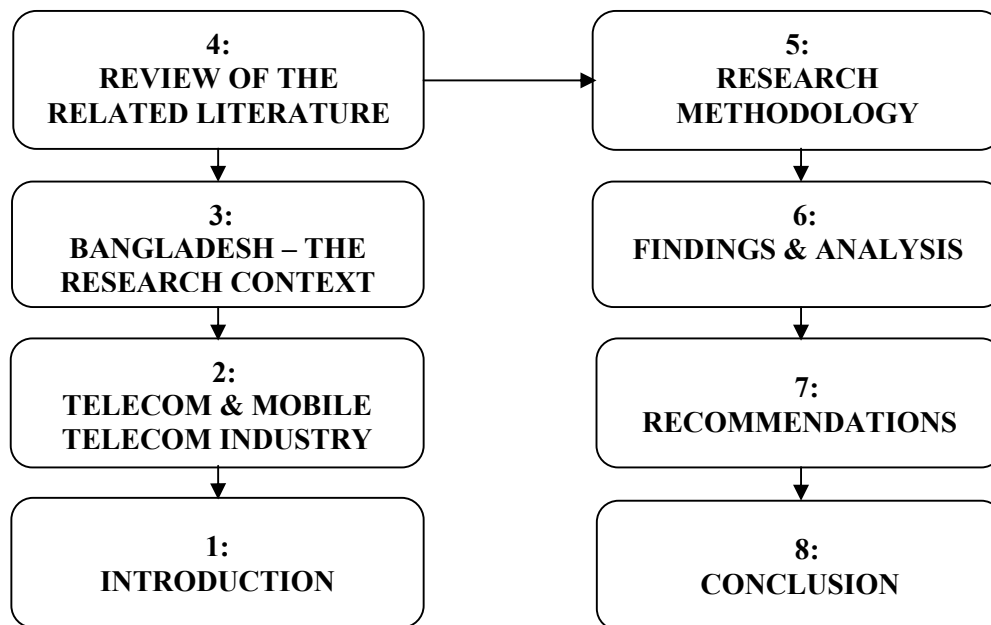 4:
REVIEW OF THE
RELATED LITERATURE
5:
RESEARCH
METHODOLOGY
3:
BANGLADESH – THE
RESEARCH CONTEXT
6:
FINDINGS & ANALYSIS
2:
TELECOM & MOBILE
TELECOM INDUSTRY
7:
RECOMMENDATIONS
1:
INTRODUCTION
8:
CONCLUSION